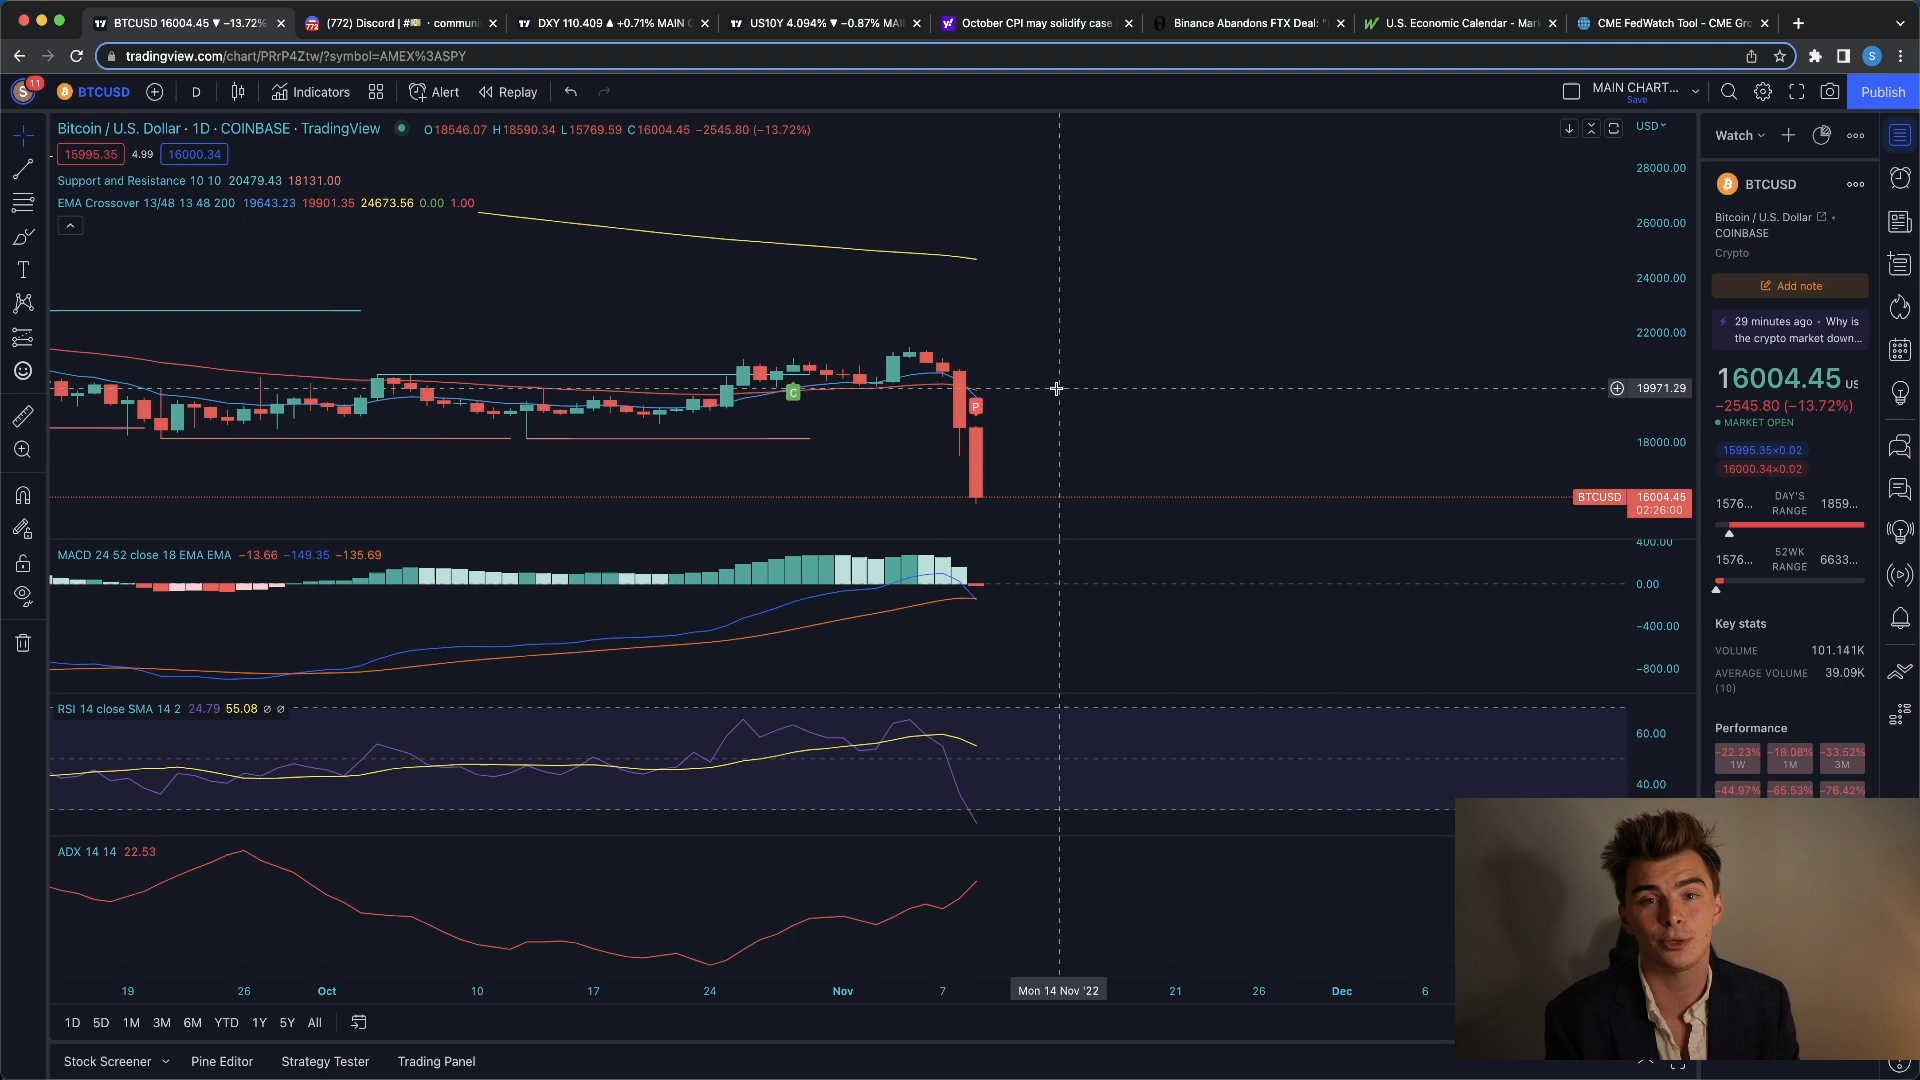 BTCUSD 16004.45 ▼ −13.72%
(772) Discord | #
· communi
DXY 110.409 ▲ +0.71% MAIN C
US10Y 4.094% ▼ −0.87% MAI
October CPI may solidify case
Binance Abandons FTX Deal: "
U.S. Economic Calendar - Mar
CME FedWatch Tool - CME Gr
tradingview.com/chart/PRrP4Ztw/?symbol=AMEX%3ASPY
S
S
11
BTCUSD
D
Indicators
Alert
Replay
MAIN CHART...
Save
Publish
Bitcoin / U.S. Dollar · 1D · COINBASE · TradingView
O18546.07 H18590.34 L15769.59 C16004.45 −2545.80 (−13.72%)
USD
15995.35
4.99
16000.34
Support and Resistance 10 10 20479.43 18131.00
EMA Crossover 13/48 13 48 200 19643.23 19901.35 24673.56 0.00 1.00
28000.00
26000.00
24000.00
22000.00
19971.29
18000.00
C
P
BTCUSD
16004.45
02:26:00
MACD 24 52 close 18 EMA EMA −13.66 −149.35 −135.69
400.00
0.00
−400.00
−800.00
RSI 14 close SMA 14 2 24.79 55.08 ∅ ∅
60.00
40.00
ADX 14 14 22.53
19
26
Oct
10
17
24
Nov
7
Mon 14 Nov '22
21
26
Dec
6
1D 5D 1M 3M 6M YTD 1Y 5Y All
Stock Screener
Pine Editor
Strategy Tester
Trading Panel
Watch
BTCUSD
Bitcoin / U.S. Dollar
COINBASE
Crypto
Add note
29 minutes ago • Why is
the crypto market down...
16004.45 US
−2545.80 (−13.72%)
MARKET OPEN
15995.35×0.02
16000.34×0.02
1576...
DAY'S
RANGE
1859...
1576...
52WK
RANGE
6633...
Key stats
VOLUME
101.141K
AVERAGE VOLUME
(10)
39.09K
Performance
−22.23%
1W
−18.08%
1M
−33.62%
3M
−44.97%
−65.53%
−76.42%